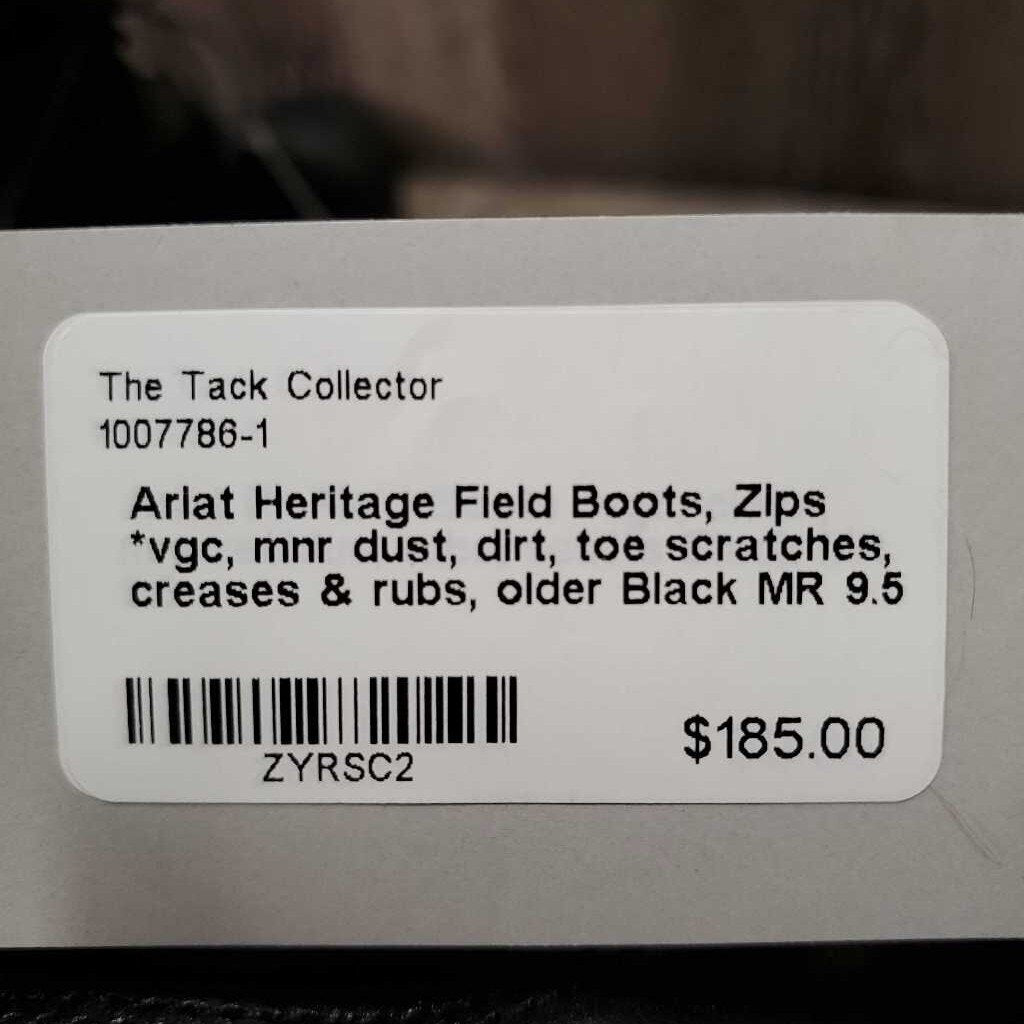 The Tack Collector
1007786-1
Ariat Heritage Field Boots, Zips
*vgc, mnr dust, dirt, toe scratches,
creases & rubs, older Black MR 9.5
ZYRSC2
$185.00